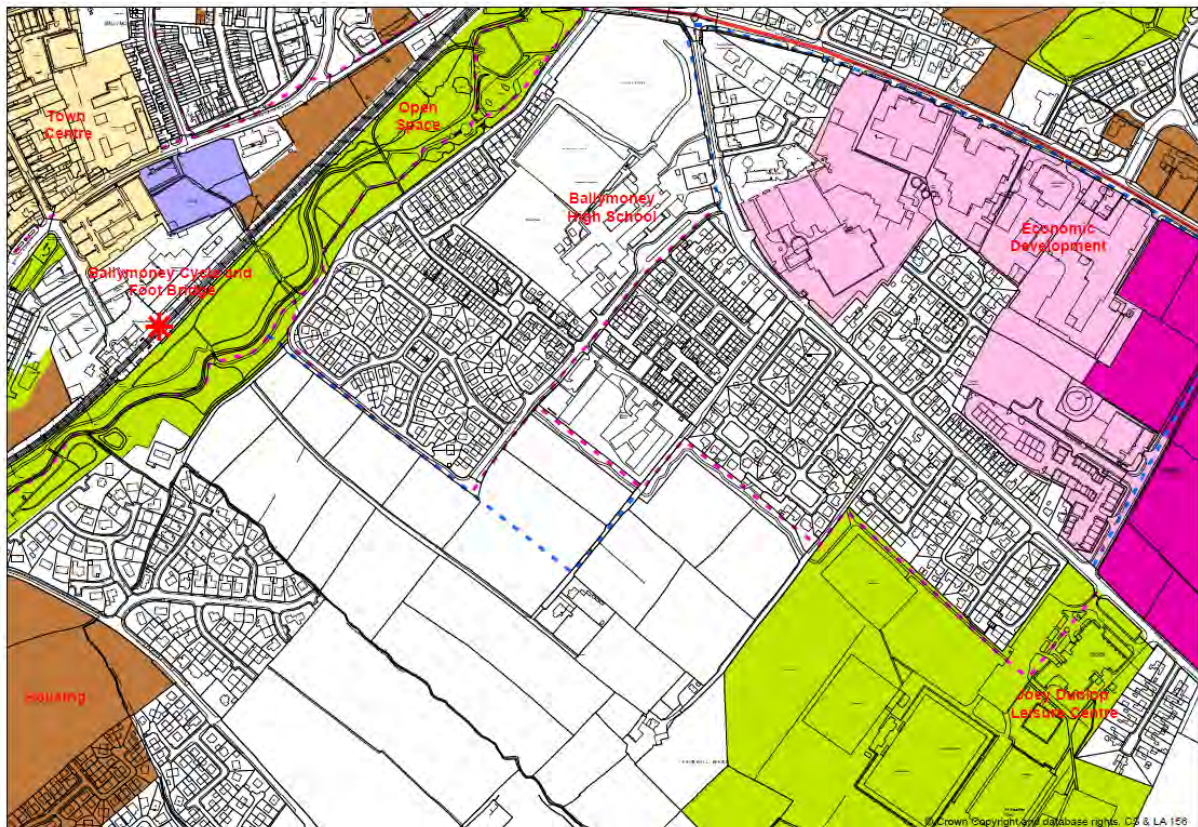 Town
Centre
Open
Space
Ballymoney
High School
Economic
Development
Ballymoney Cycle and
Foot Bridge
Housing
Joey Dunlop
Leisure Centre
© Crown Copyright and database rights, CS & LA 156